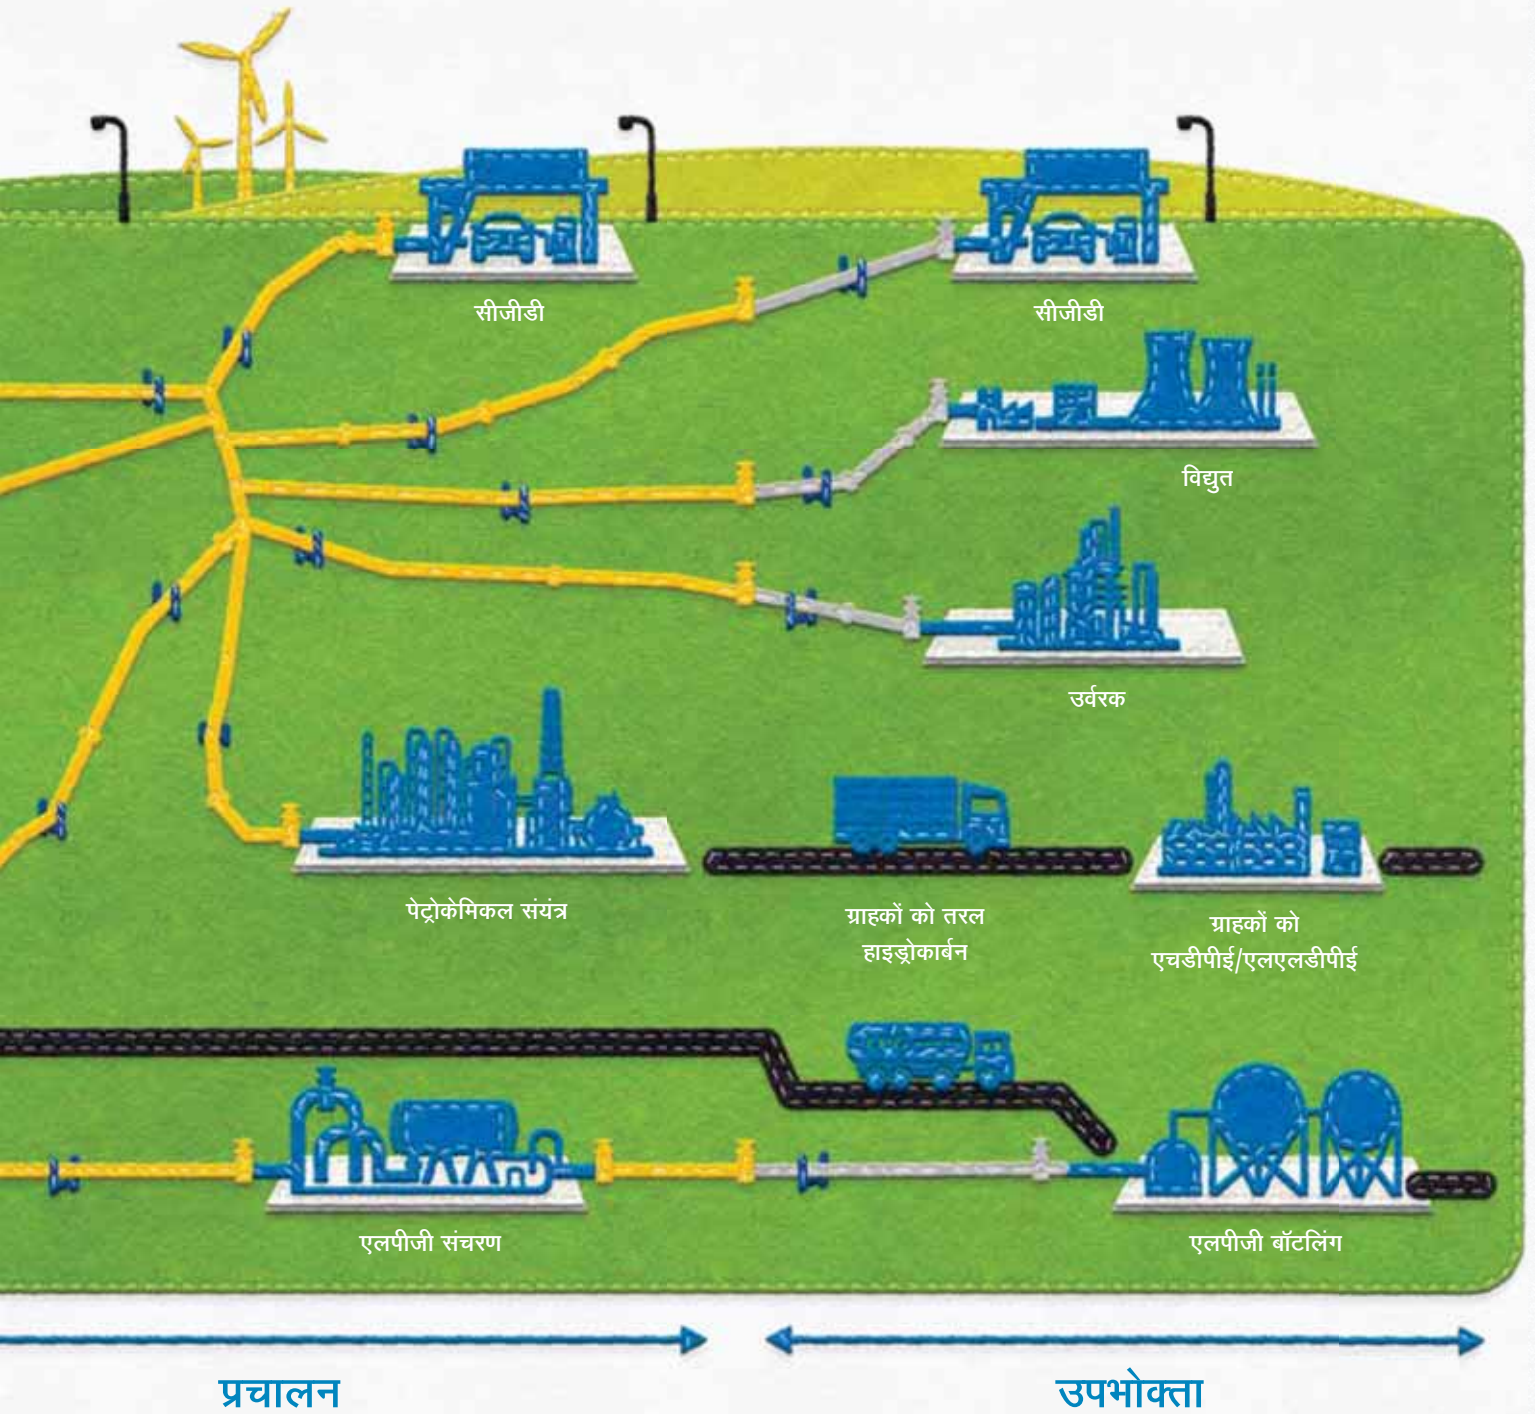 सीजीडी
सीजीडी
विद्युत
उर्वरक
पेट्रोकेमिकल संयंत्र
ग्राहकों को तरल
हाइड्रोकार्बन
ग्राहकों को
एचडीपीई/एलएलडीपीई
एलपीजी संचरण
एलपीजी बॉटलिंग
प्रचालन
उपभोक्ता